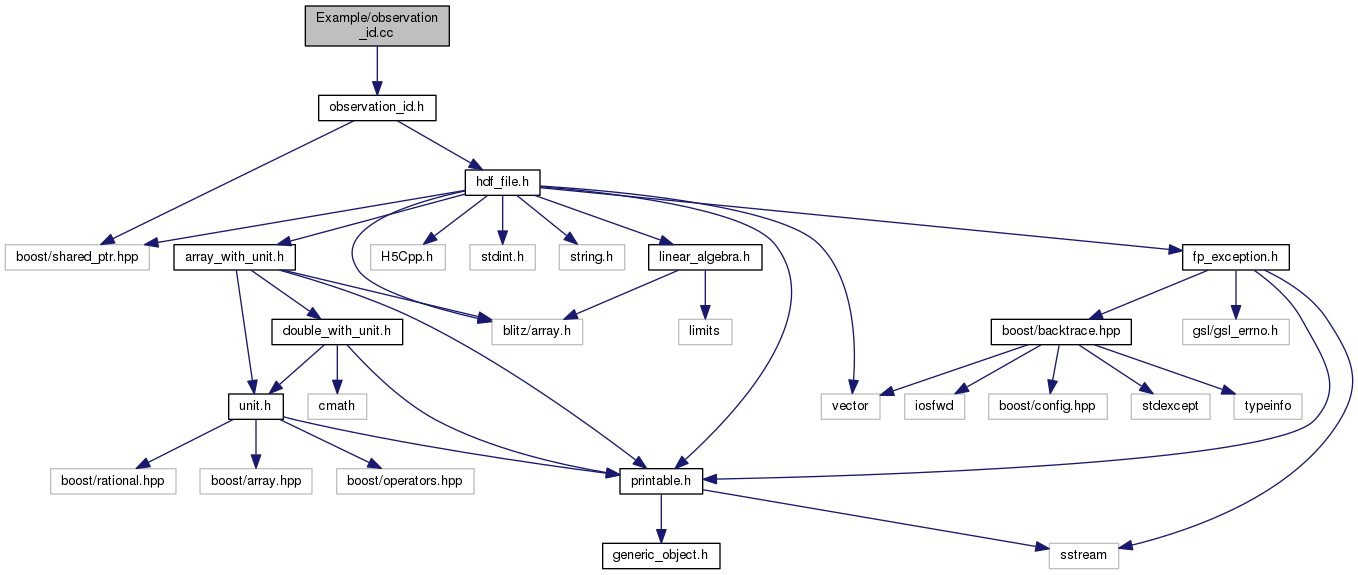 Example/observation
_id.cc
observation_id.h
hdf_file.h
boost/shared_ptr.hpp
array_with_unit.h
H5Cpp.h
stdint.h
string.h
linear_algebra.h
fp_exception.h
double_with_unit.h
blitz/array.h
limits
boost/backtrace.hpp
gsl/gsl_errno.h
unit.h
cmath
vector
iosfwd
boost/config.hpp
stdexcept
typeinfo
boost/rational.hpp
boost/array.hpp
boost/operators.hpp
printable.h
generic_object.h
sstream